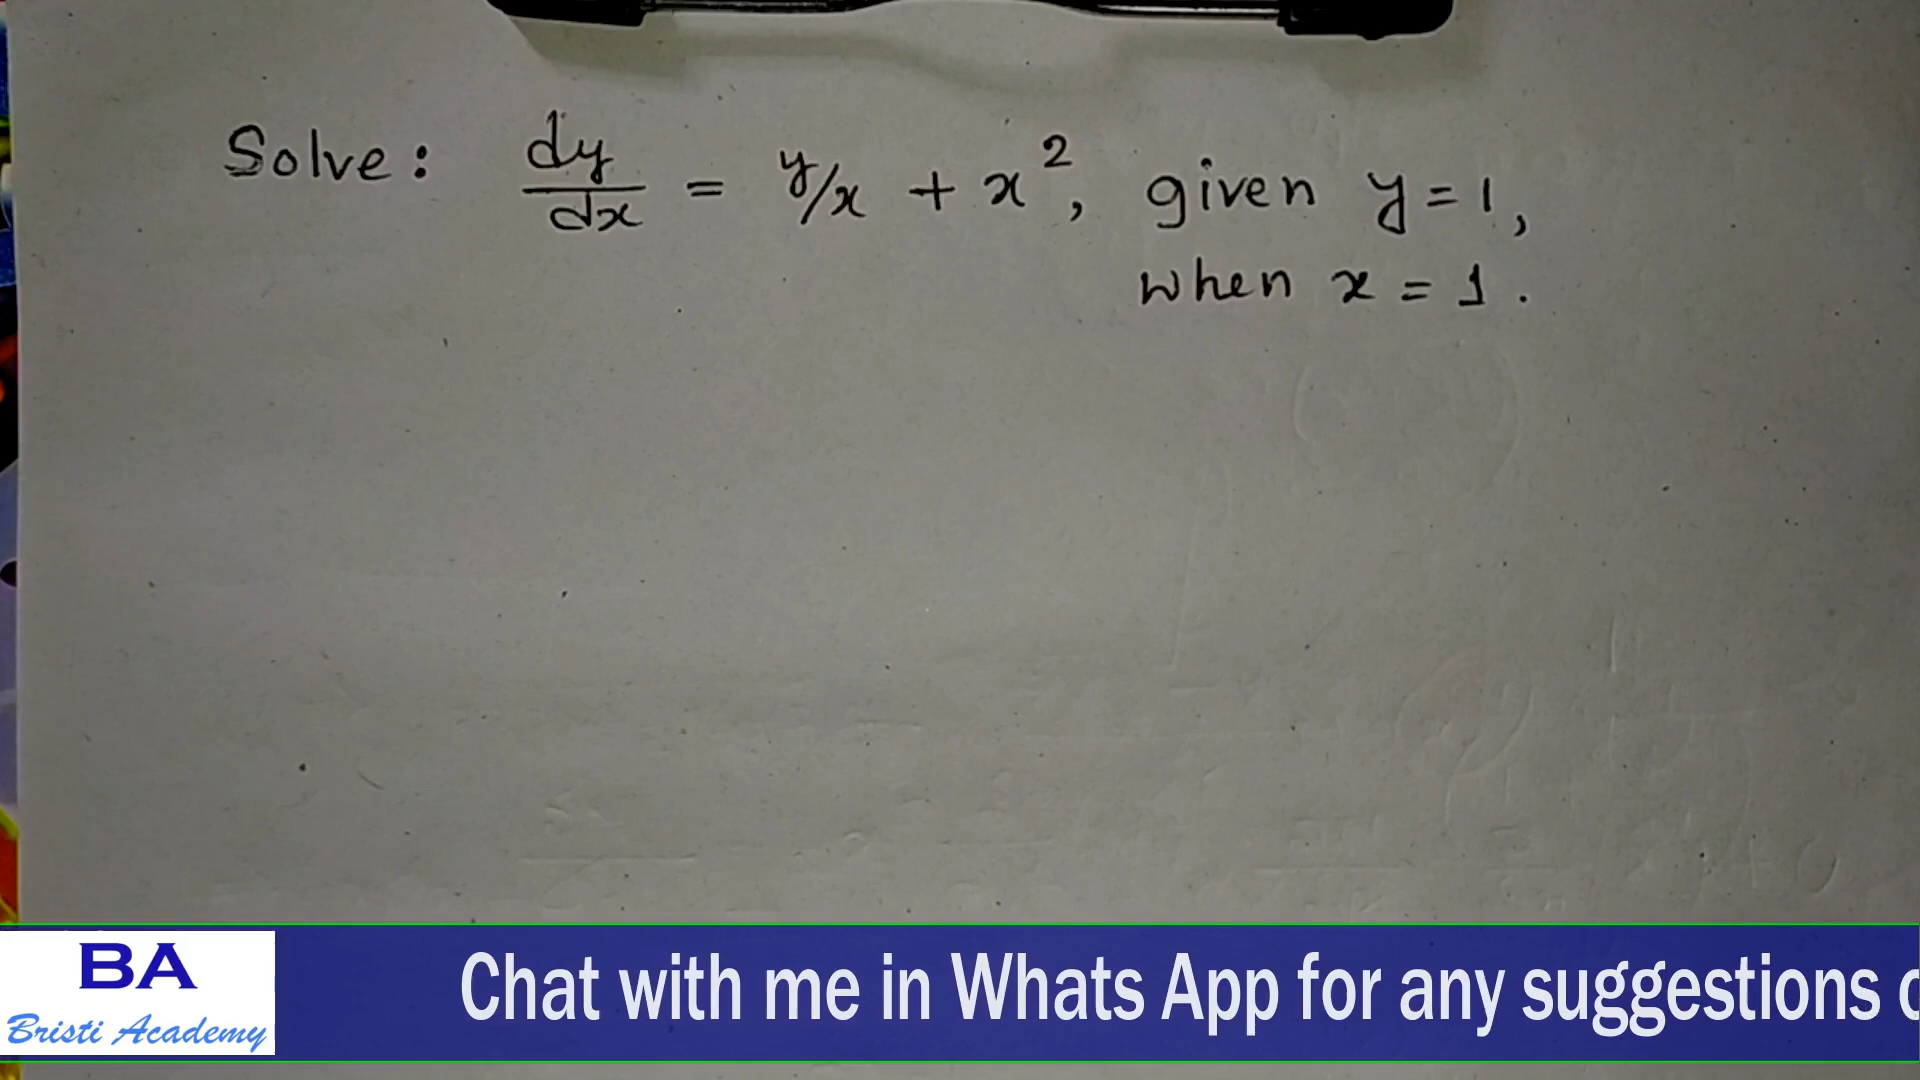 Solve: dy/dx = y/x + x², given y=1,
when x = 1.
BA
Bristi Academy
Chat with me in Whats App for any suggestions